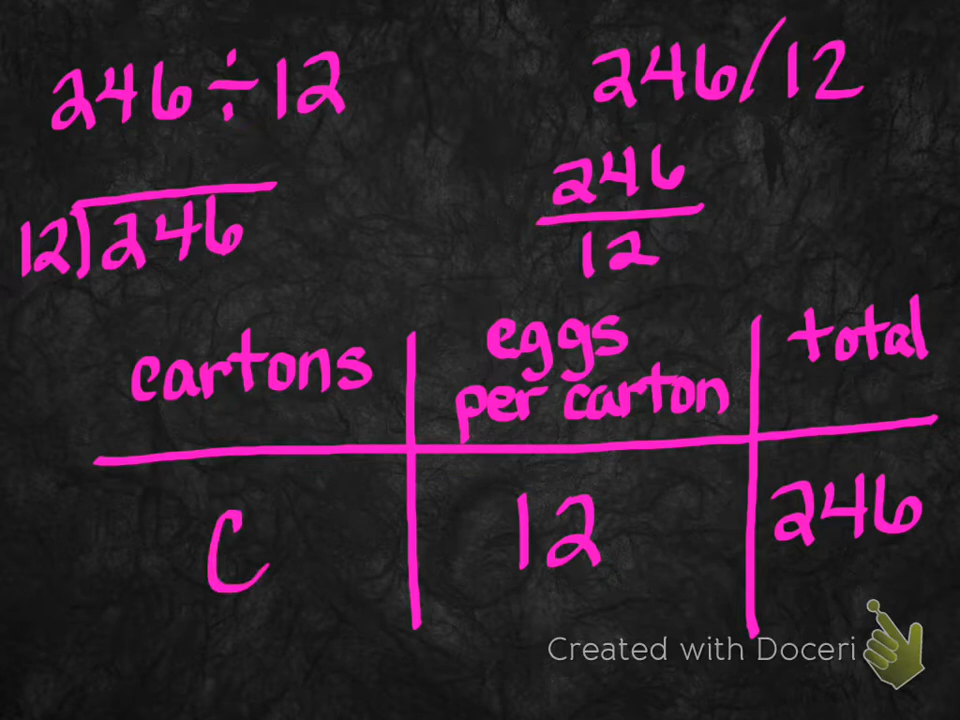 246 ÷ 12
246/12
12)246
246
12
cartons
eggs
per carton
total
C
12
246
Created with Doceri